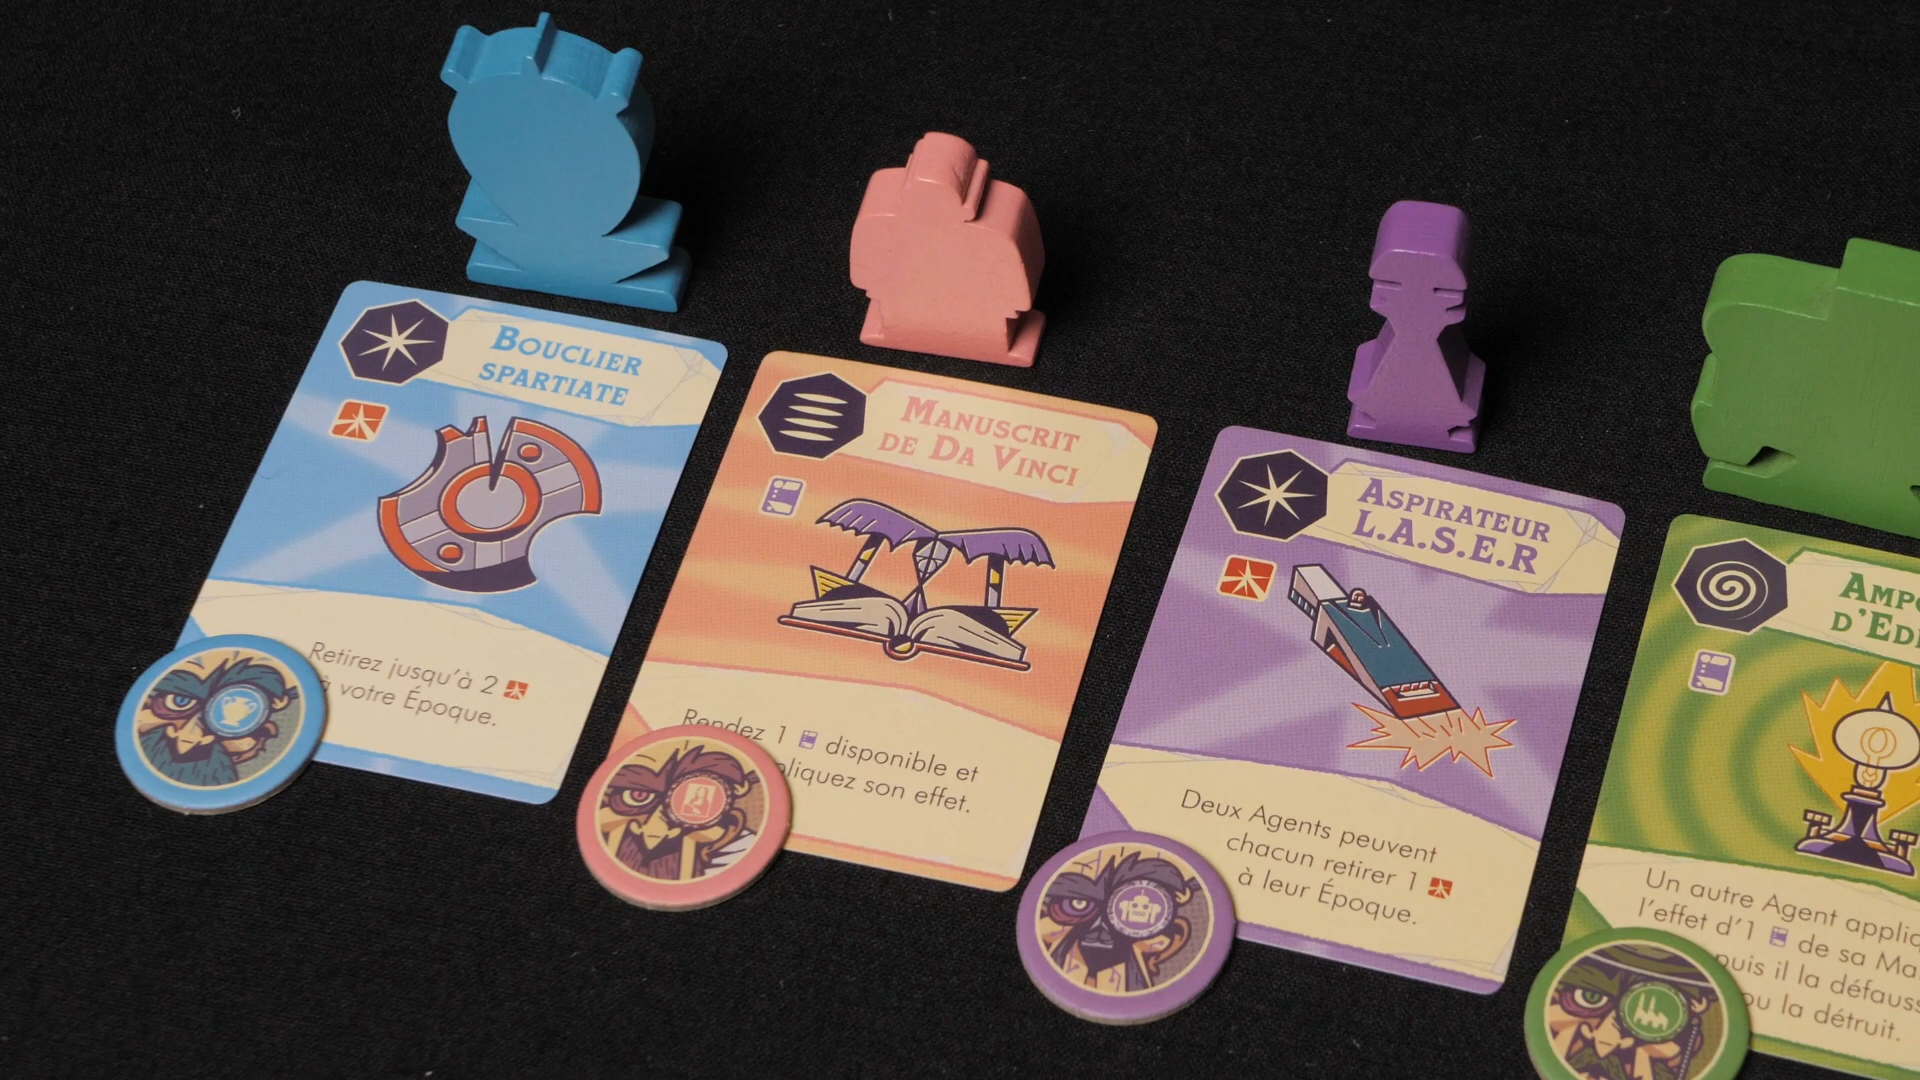 BOUCLIER
SPARTIATE
Retirez jusqu'à 2
à votre Époque.
MANUSCRIT
DE DA VINCI
Rendez 1 disponible et
son effet.
ASPIRATEUR
L.A.S.E.R
Deux Agents peuvent
chacun retirer 1
à leur Époque.
Un autre Agent
l'effet d'1 de sa
puis il la
ou la détruit.